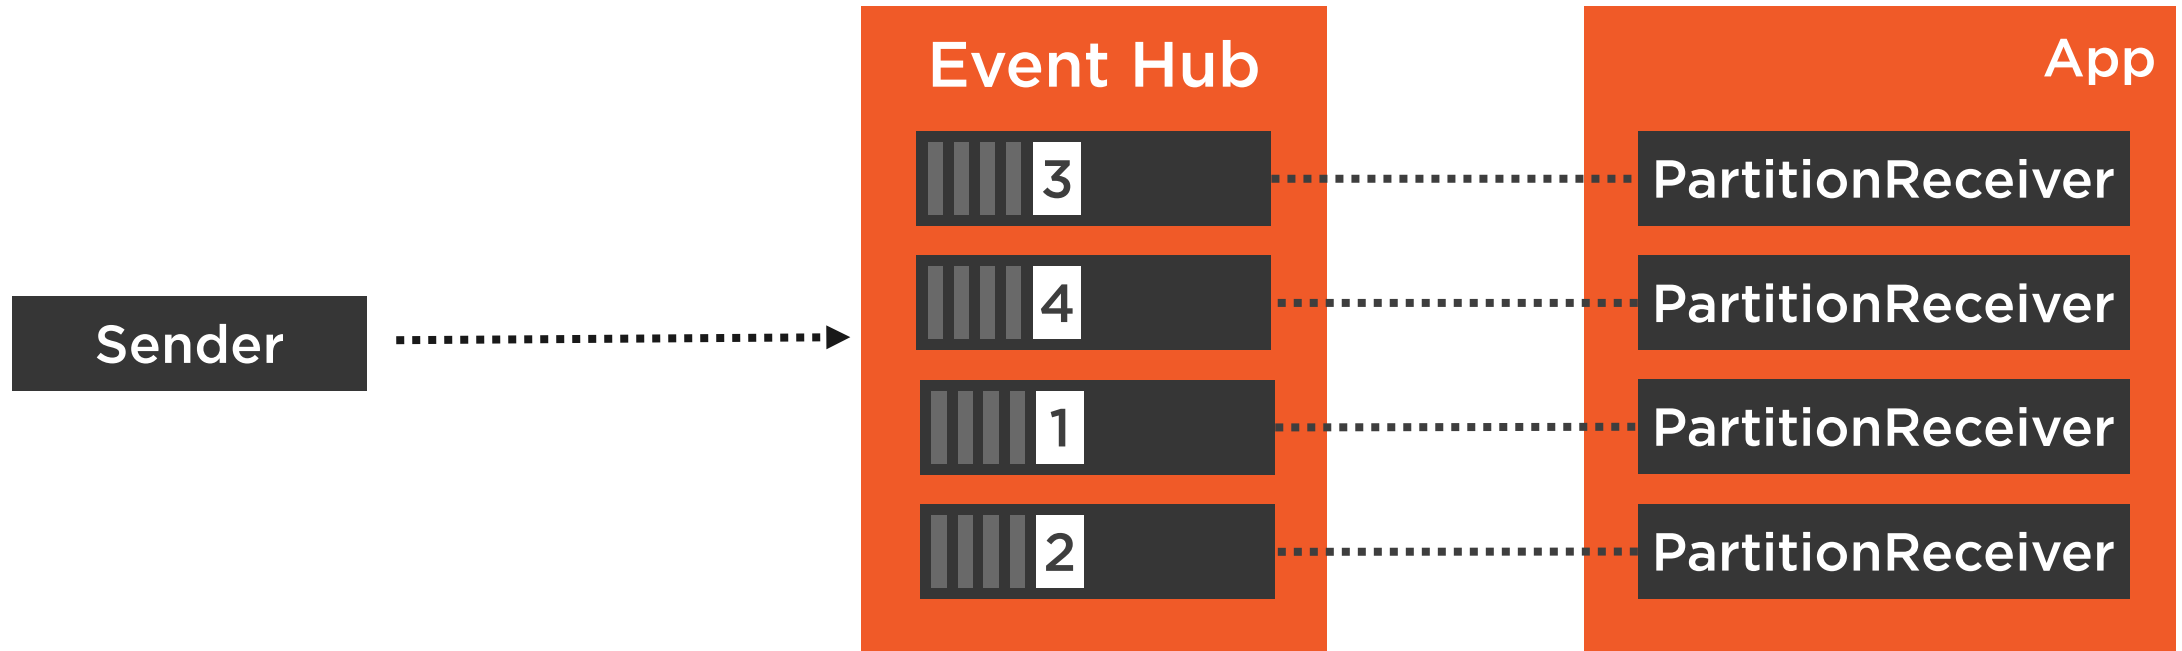 Sender
Event Hub
3
4
1
2
App
PartitionReceiver
PartitionReceiver
PartitionReceiver
PartitionReceiver